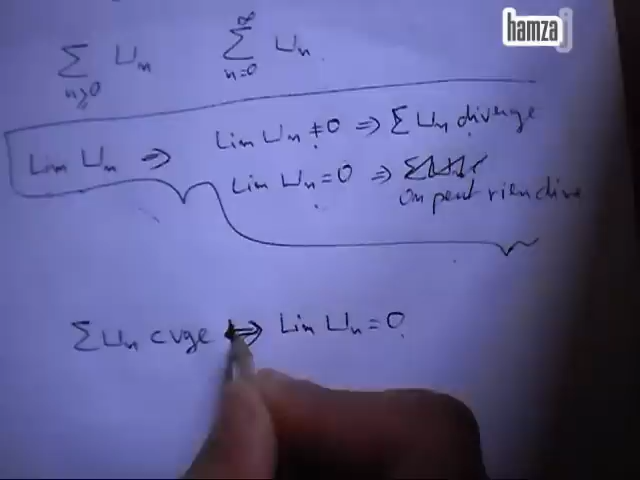 hamza j
∑ Un n≥0 ∑ Un n=0 ∞
Lim Un ⇒
Lim Un ≠ 0 ⇒ ∑ Un diverge
Lim Un = 0 ⇒
on peut rien dire
∑ Un cvge ⇒ Lim Un = 0